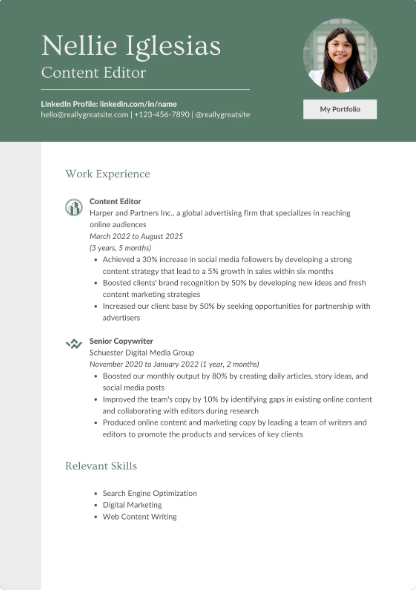 Nellie Iglesias
Content Editor
LinkedIn Profile: linkedin.com/in/name
hello@reallygreatsite.com | +123-456-7890 | @reallygreatsite
My Portfolio
Work Experience
Content Editor
Harper and Partners Inc., a global advertising firm that specializes in reaching
online audiences
March 2022 to August 2025
(3 years, 5 months)
• Achieved a 30% increase in social media followers by developing a strong
content strategy that lead to a 5% growth in sales within six months
• Boosted clients' brand recognition by 50% by developing new ideas and fresh
content marketing strategies
• Increased our client base by 50% by seeking opportunities for partnership with
advertisers
Senior Copywriter
Schuester Digital Media Group
November 2020 to January 2022 (1 year, 2 months)
• Boosted our monthly output by 80% by creating daily articles, story ideas, and
social media posts
• Improved the team's copy by 10% by identifying gaps in existing online content
and collaborating with editors during research
• Produced online content and marketing copy by leading a team of writers and
editors to promote the products and services of key clients
Relevant Skills
• Search Engine Optimization
• Digital Marketing
• Web Content Writing